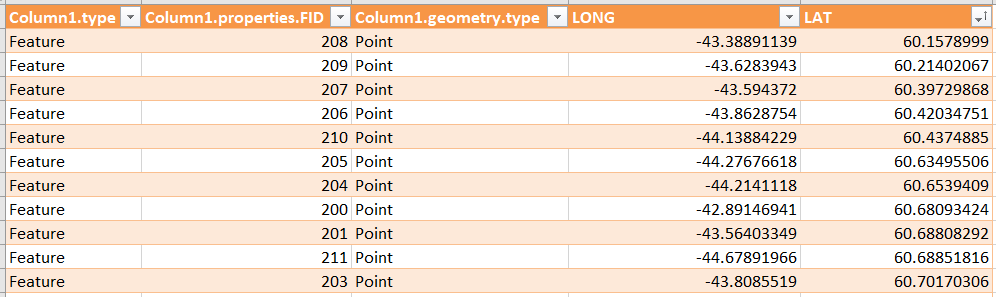 Column1.type Column1.properties.FID Column1.geometry.type LONG LAT
Feature 208 Point -43.38891139 60.1578999
Feature 209 Point -43.6283943 60.21402067
Feature 207 Point -43.594372 60.39729868
Feature 206 Point -43.8628754 60.42034751
Feature 210 Point -44.13884229 60.4374885
Feature 205 Point -44.27676618 60.63495506
Feature 204 Point -44.2141118 60.6539409
Feature 200 Point -42.89146941 60.68093424
Feature 201 Point -43.56403349 60.68808292
Feature 211 Point -44.67891966 60.68851816
Feature 203 Point -43.8085519 60.70170306